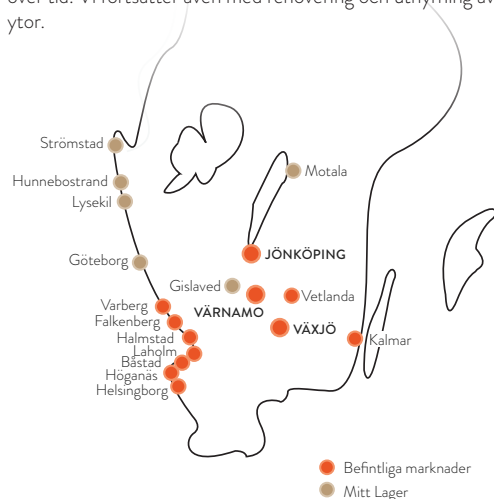 ytor.
Strömstad
Hunnebostrand
Motala
Lysekil
JÖNKÖPING
Göteborg
Gislaved
Vetlanda
Varberg
VÄRNAMO
Falkenberg
VÄXJÖ
Halmstad
Kalmar
Laholm
Båstad
Höganäs
Helsingborg
Befintliga marknader
Mitt Lager